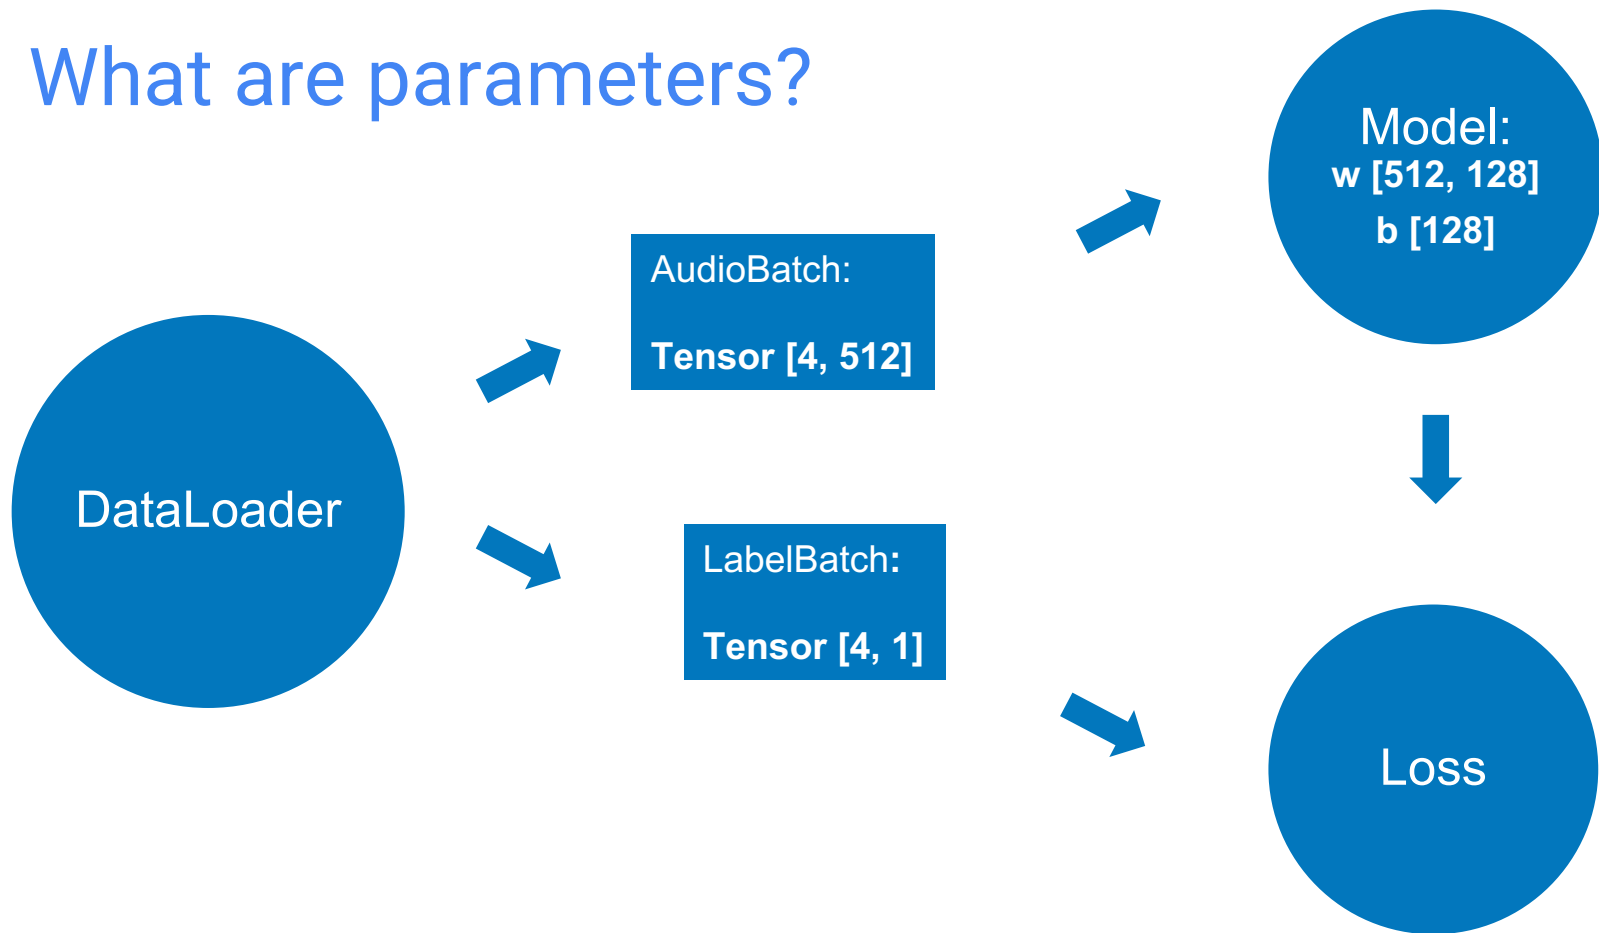 What are parameters?
Model:
w [512, 128]
b [128]
AudioBatch:
Tensor [4, 512]
DataLoader
LabelBatch:
Tensor [4, 1]
Loss